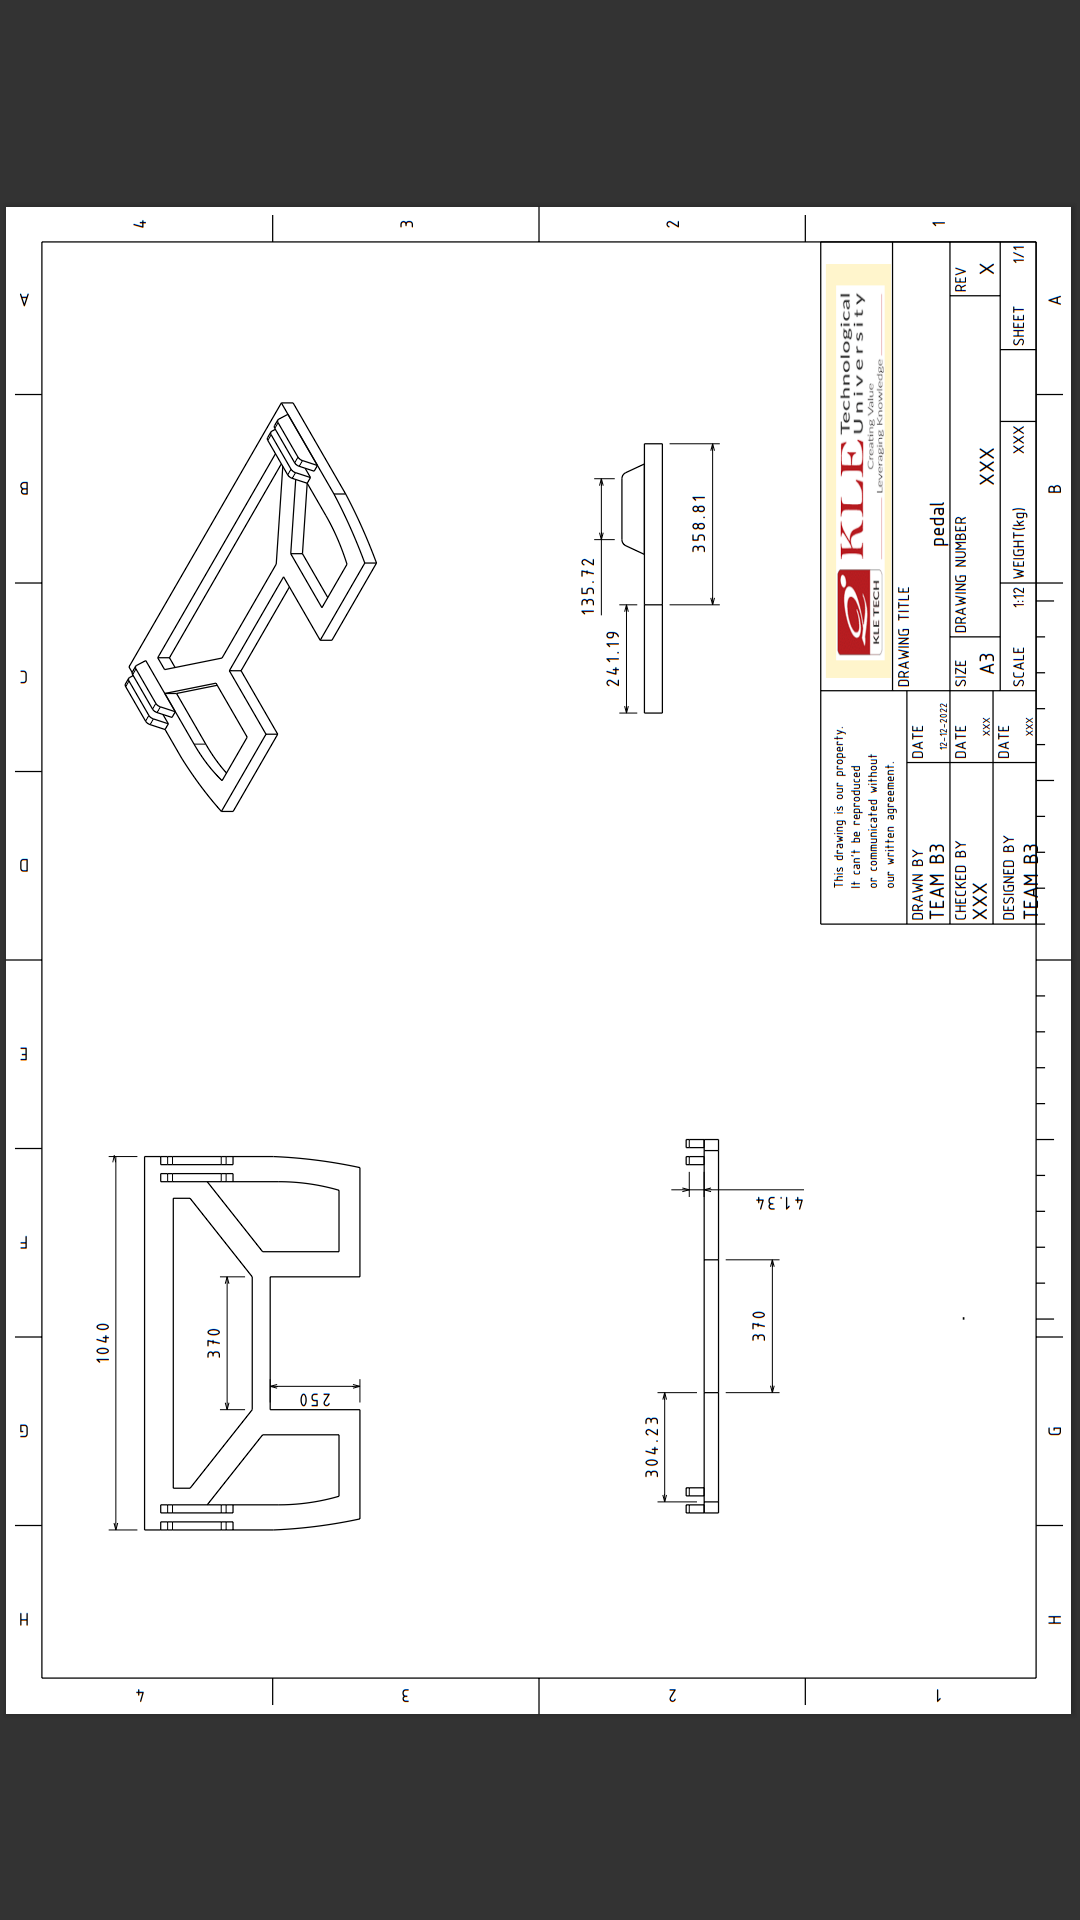 H
G
F
E
D
C
B
A
4
4
3
3
2
2
1
1
H
G
B
A
1040
370
250
304.23
370
41.34
135.72
241.19
358.81
This drawing is our property.
It can't be reproduced
or communicated without
our written agreement.
KLE TECH
KLE Technological
University
Creating Value
Leveraging Knowledge
DRAWING TITLE
pedal
DRAWN BY
TEAM B3
DATE
12-12-2022
CHECKED BY
XXX
DATE
XXX
DESIGNED BY
TEAM B3
DATE
XXX
SIZE
A3
DRAWING NUMBER
XXX
REV
X
SCALE 1:12
WEIGHT(kg) XXX
SHEET 1/1